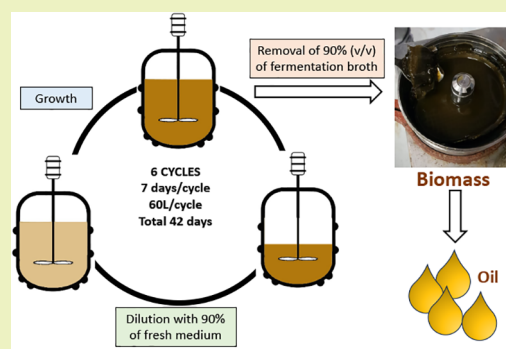 Removal of 90% (v/v)
of fermentation broth
Growth
6 CYCLES
7 days/cycle
60L/cycle
Total 42 days
Biomass
Oil
Dilution with 90%
of fresh medium